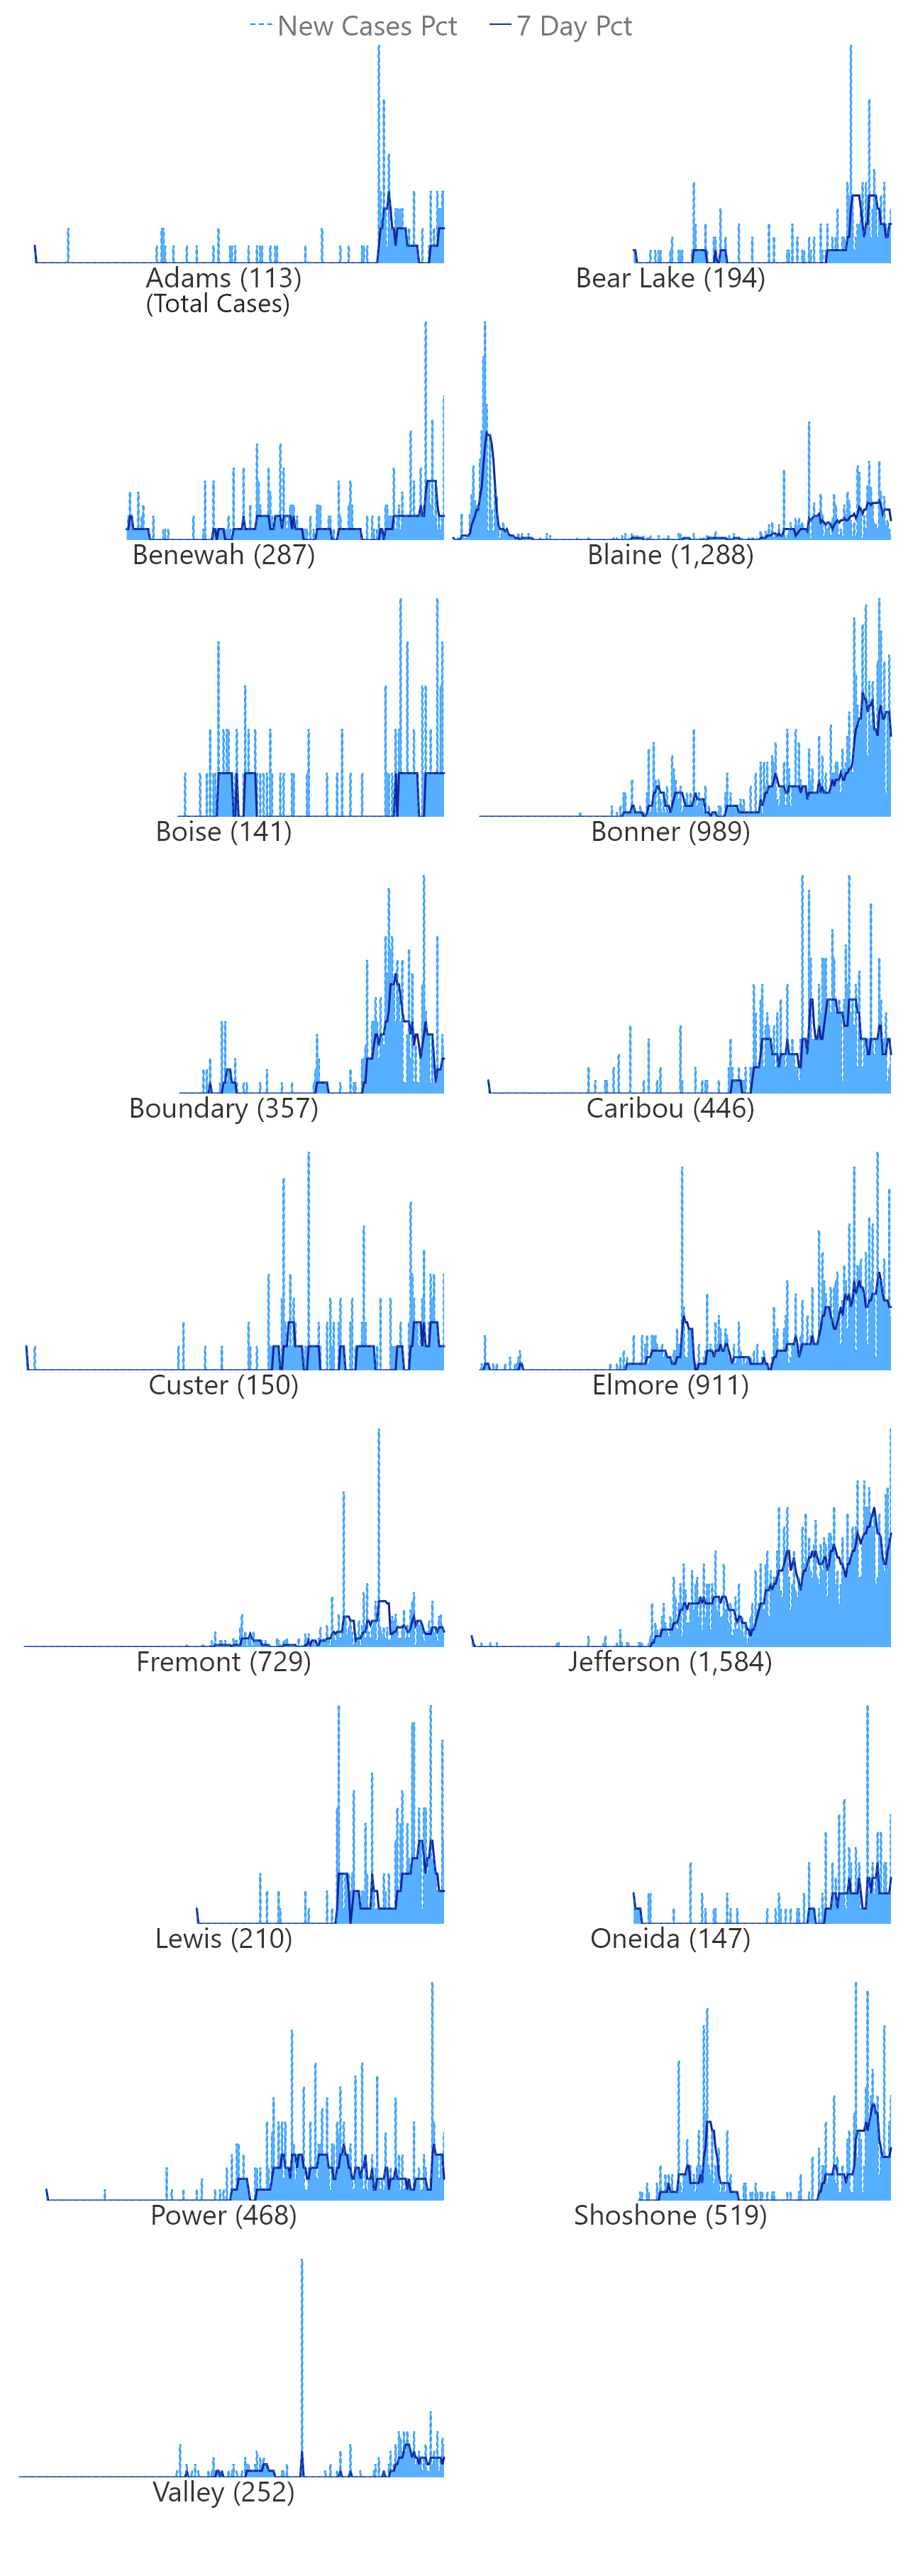 New Cases Pct 7 Day Pct
Adams (113)
(Total Cases)
Bear Lake (194)
Benewah (287)
Blaine (1,288)
Boise (141)
Bonner (989)
Boundary (357)
Caribou (446)
Custer (150)
Elmore (911)
Fremont (729)
Jefferson (1,584)
Lewis (210)
Oneida (147)
Power (468)
Shoshone (519)
Valley (252)